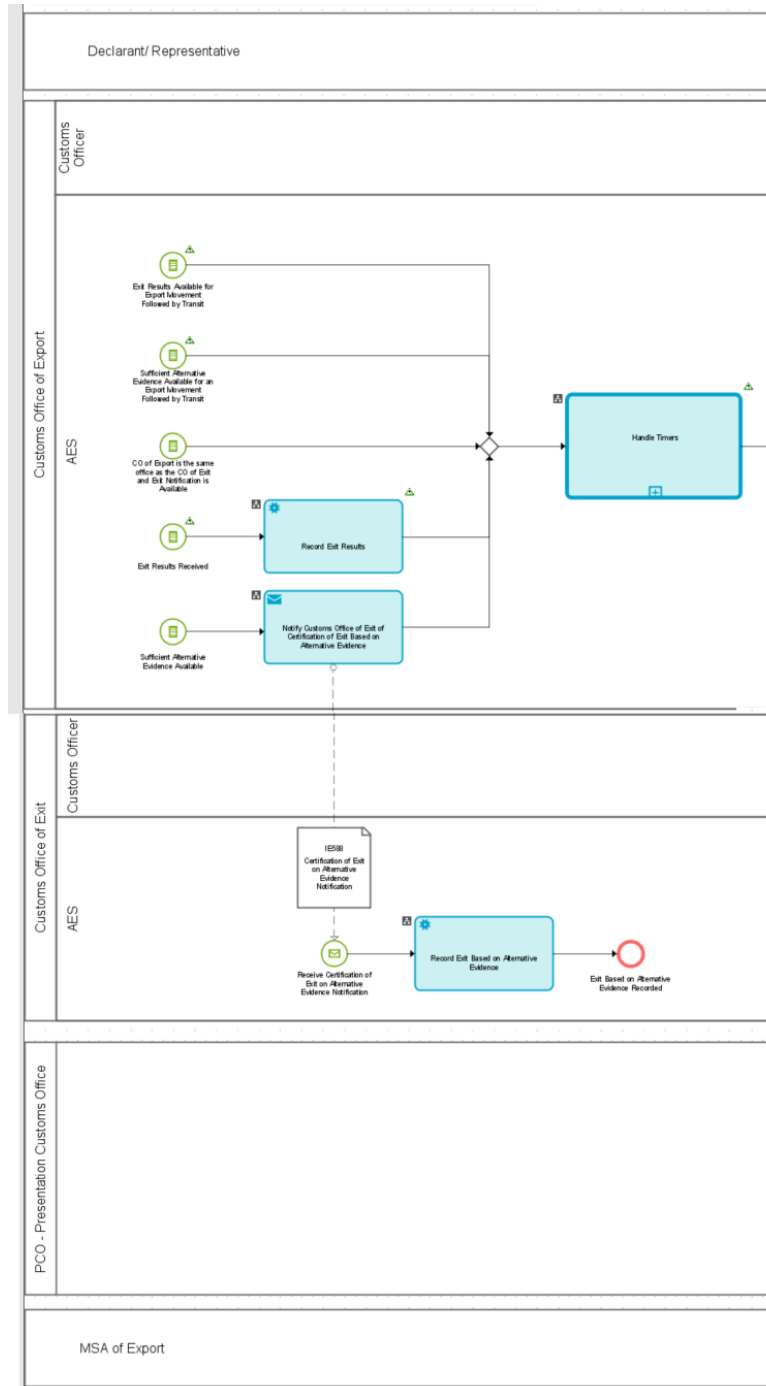 Declarant/ Representative
Customs Office of Export
Customs
Officer
AES
Exit Results Available for
Export Movement
Followed by Transit
Sufficient Alternative
Evidence Available for an
Export Movement
Followed by Transit
CO of Export is the same
office as the CO of Exit
and Exit Notification is
Available
Exit Results Received
Record Exit Results
Sufficient Alternative
Evidence Available
Notify Customs Office of Exit of
Certification of Exit Based on
Alternative Evidence
Handle Timers
Customs Office of Exit
Customs Officer
AES
IE588
Certification of Exit
on Alternative
Evidence
Notification
Receive Certification of
Exit on Alternative
Evidence Notification
Record Exit Based on Alternative
Evidence
Exit Based on Alternative
Evidence Recorded
PCO - Presentation Customs Office
MSA of Export